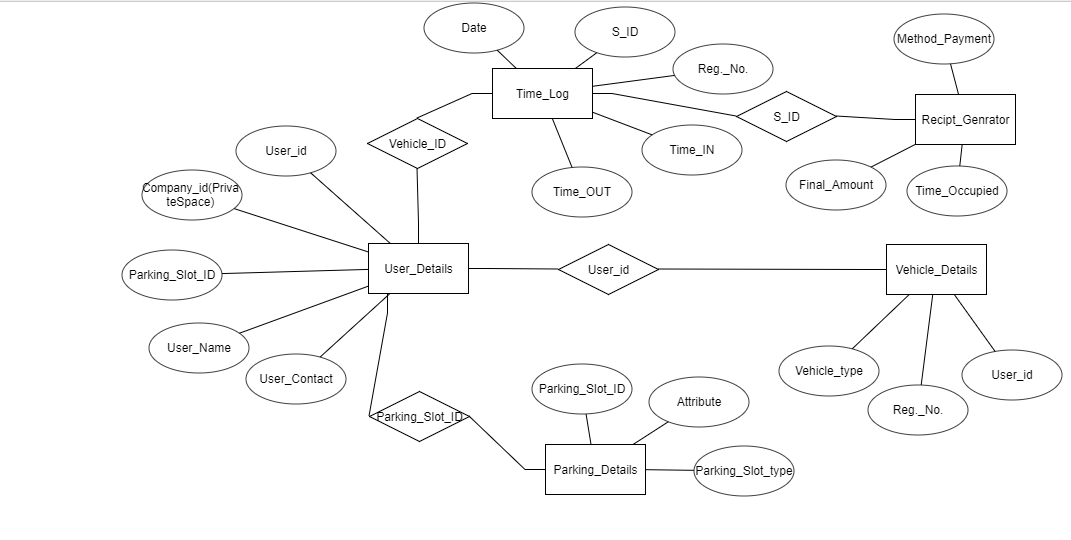 Date
S_ID
Method_Payment
Reg._No.
Time_Log
S_ID
Recipt_Genrator
Vehicle_ID
User_id
Time_IN
Company_id(Priva
teSpace)
Time_OUT
Final_Amount
Time_Occupied
Parking_Slot_ID
User_Details
User_id
Vehicle_Details
User_Name
User_Contact
Vehicle_type
User_id
Reg._No.
Parking_Slot_ID
Attribute
Parking_Slot_ID
Parking_Details
Parking_Slot_type